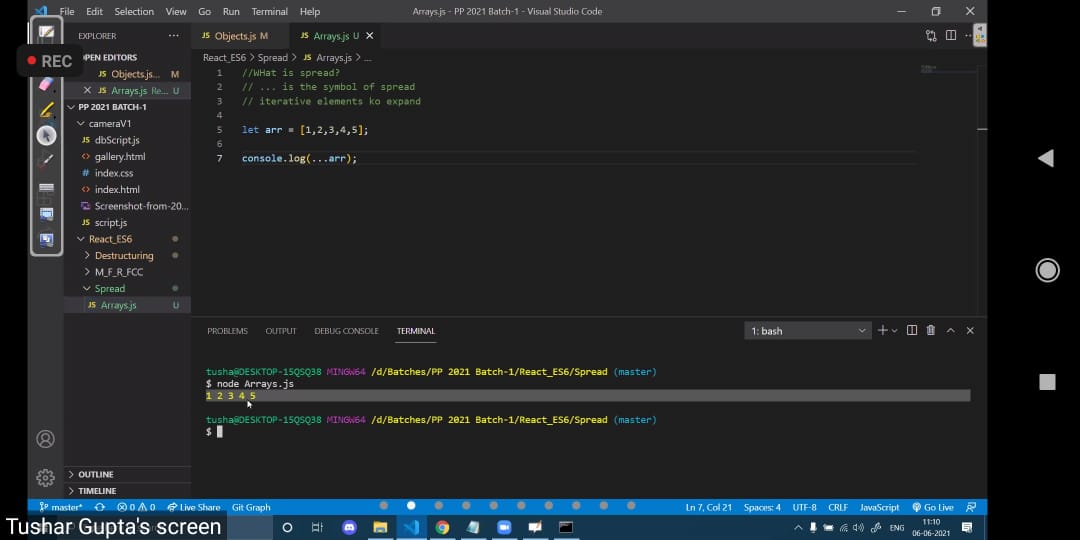 File Edit Selection View Go Run Terminal Help Arrays.js - PP 2021 Batch-1 - Visual Studio Code
REC
EXPLORER ...
OPEN EDITORS
JS Objects.js... M
JS Arrays.js Re... U
PP 2021 BATCH-1
cameraV1
JS dbScript.js
<> gallery.html
# index.css
<> index.html
Screenshot-from-20...
JS script.js
React_ES6
Destructuring
M_F_R_FCC
Spread
JS Arrays.js U
OUTLINE
TIMELINE
JS Objects.js M JS Arrays.js U
React_ES6 > Spread > JS Arrays.js > ...
1 //WHat is spread?
2 // ... is the symbol of spread
3 // iterative elements ko expand
4
5 let arr = [1,2,3,4,5];
6
7 console.log(...arr);
PROBLEMS OUTPUT DEBUG CONSOLE TERMINAL 1: bash
tusha@DESKTOP-15QSQ38 MINGW64 /d/Batches/PP 2021 Batch-1/React_ES6/Spread (master)
$ node Arrays.js
1 2 3 4 5
tusha@DESKTOP-15QSQ38 MINGW64 /d/Batches/PP 2021 Batch-1/React_ES6/Spread (master)
$
master* 0 0 Live Share Git Graph Ln 7, Col 21 Spaces: 4 UTF-8 CRLF JavaScript Go Live
Tushar Gupta's screen
ENG 11:10
06-06-2021